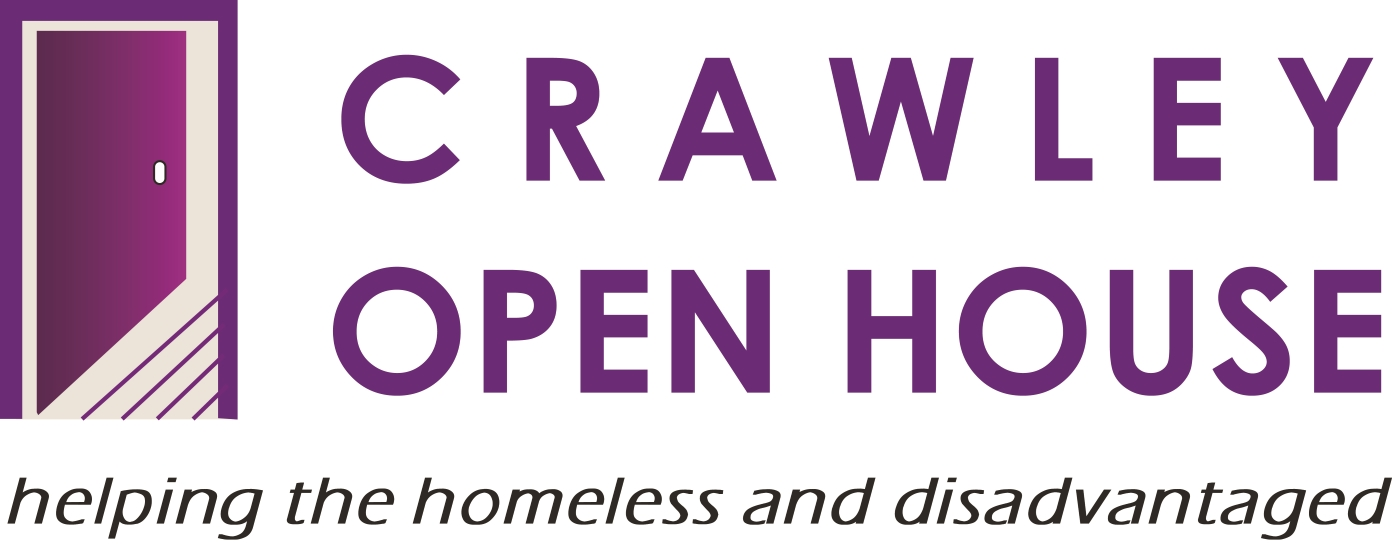 CRAWLEY
OPEN HOUSE
helping the homeless and disadvantaged